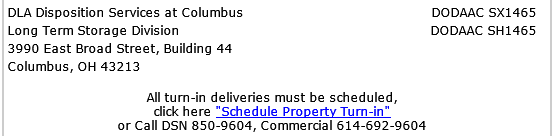 DLA Disposition Services at Columbus DODAAC SX1465
Long Term Storage Division DODAAC SH1465
3990 East Broad Street, Building 44
Columbus, OH 43213
All turn-in deliveries must be scheduled,
click here "Schedule Property Turn-in"
or Call DSN 850-9604, Commercial 614-692-9604